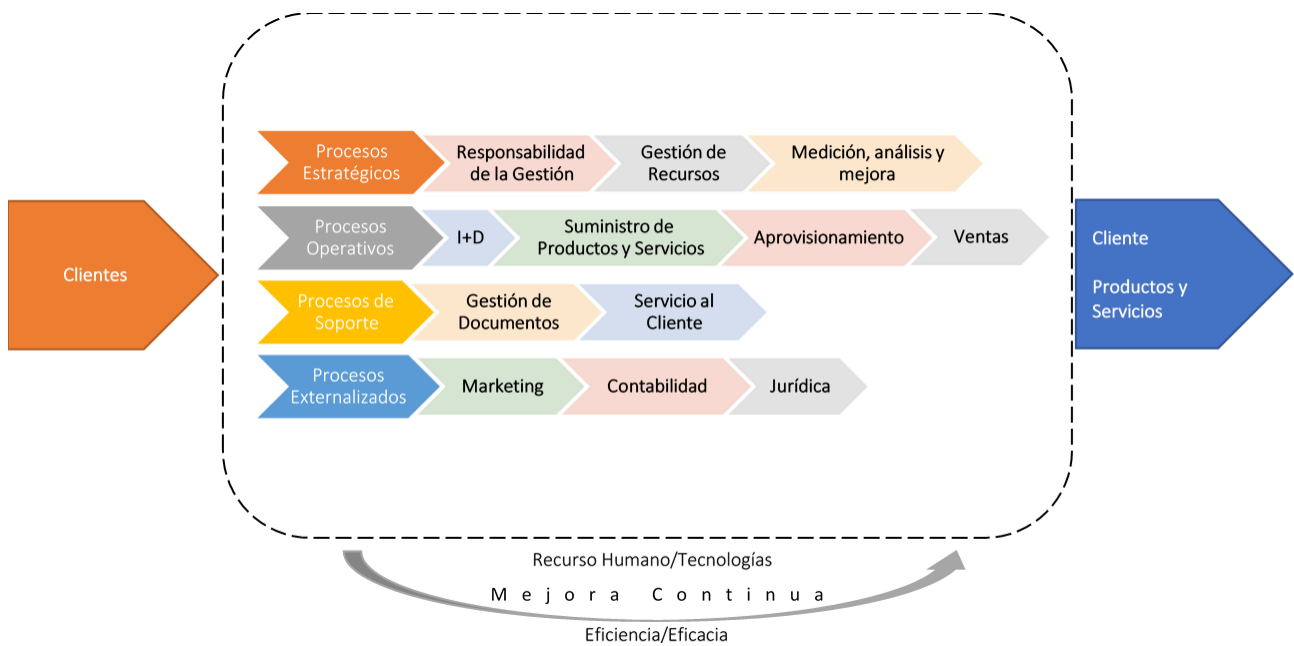 Clientes
Procesos
Estratégicos
Responsabilidad
de la Gestión
Gestión de
Recursos
Medición, análisis y
mejora
Procesos
Operativos
I+D
Suministro de
Productos y Servicios
Aprovisionamiento
Ventas
Procesos de
Soporte
Gestión de
Documentos
Servicio al
Cliente
Procesos
Externalizados
Marketing
Contabilidad
Jurídica
Cliente
Productos y
Servicios
Recurso Humano/Tecnologías
Mejora Continua
Eficiencia/Eficacia